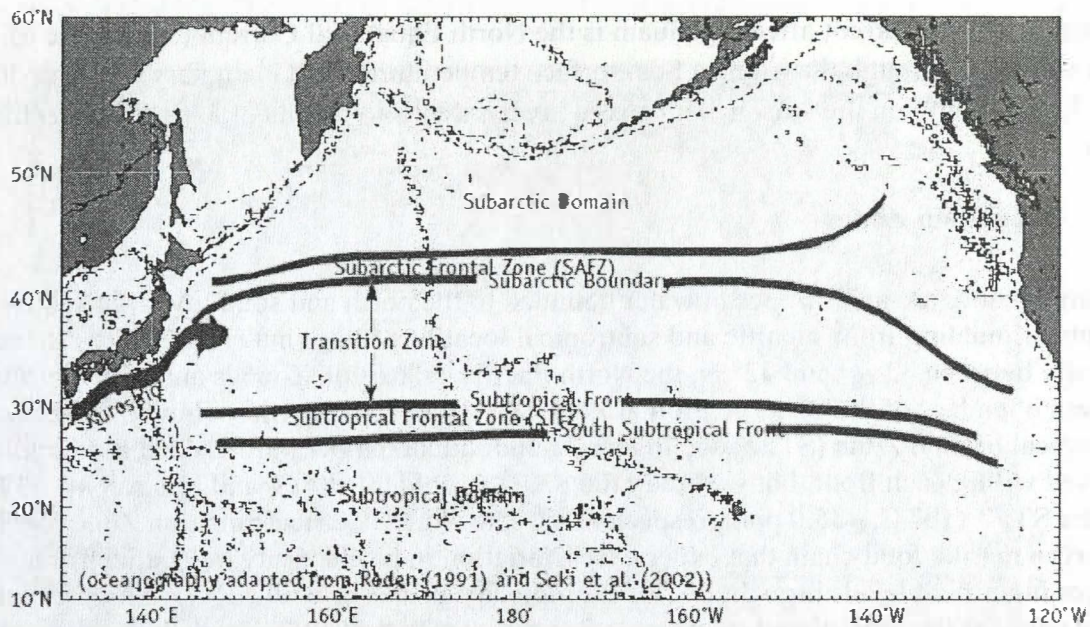 60°N
50°N
Subarctic Domain
Subarctic Frontal Zone (SAFZ)
Subarctic Boundary
40°N
Transition Zone
Kuroshio
Subtropical Front
30°N
Subtropical Frontal Zone (STFZ)
South Subtropical Front
Subtropical Domain
20°N
(oceanography adapted from Roden (1991) and Seki et al. (2002))
10°N
140°E 160°E 180° 160°W 140°W 120°W